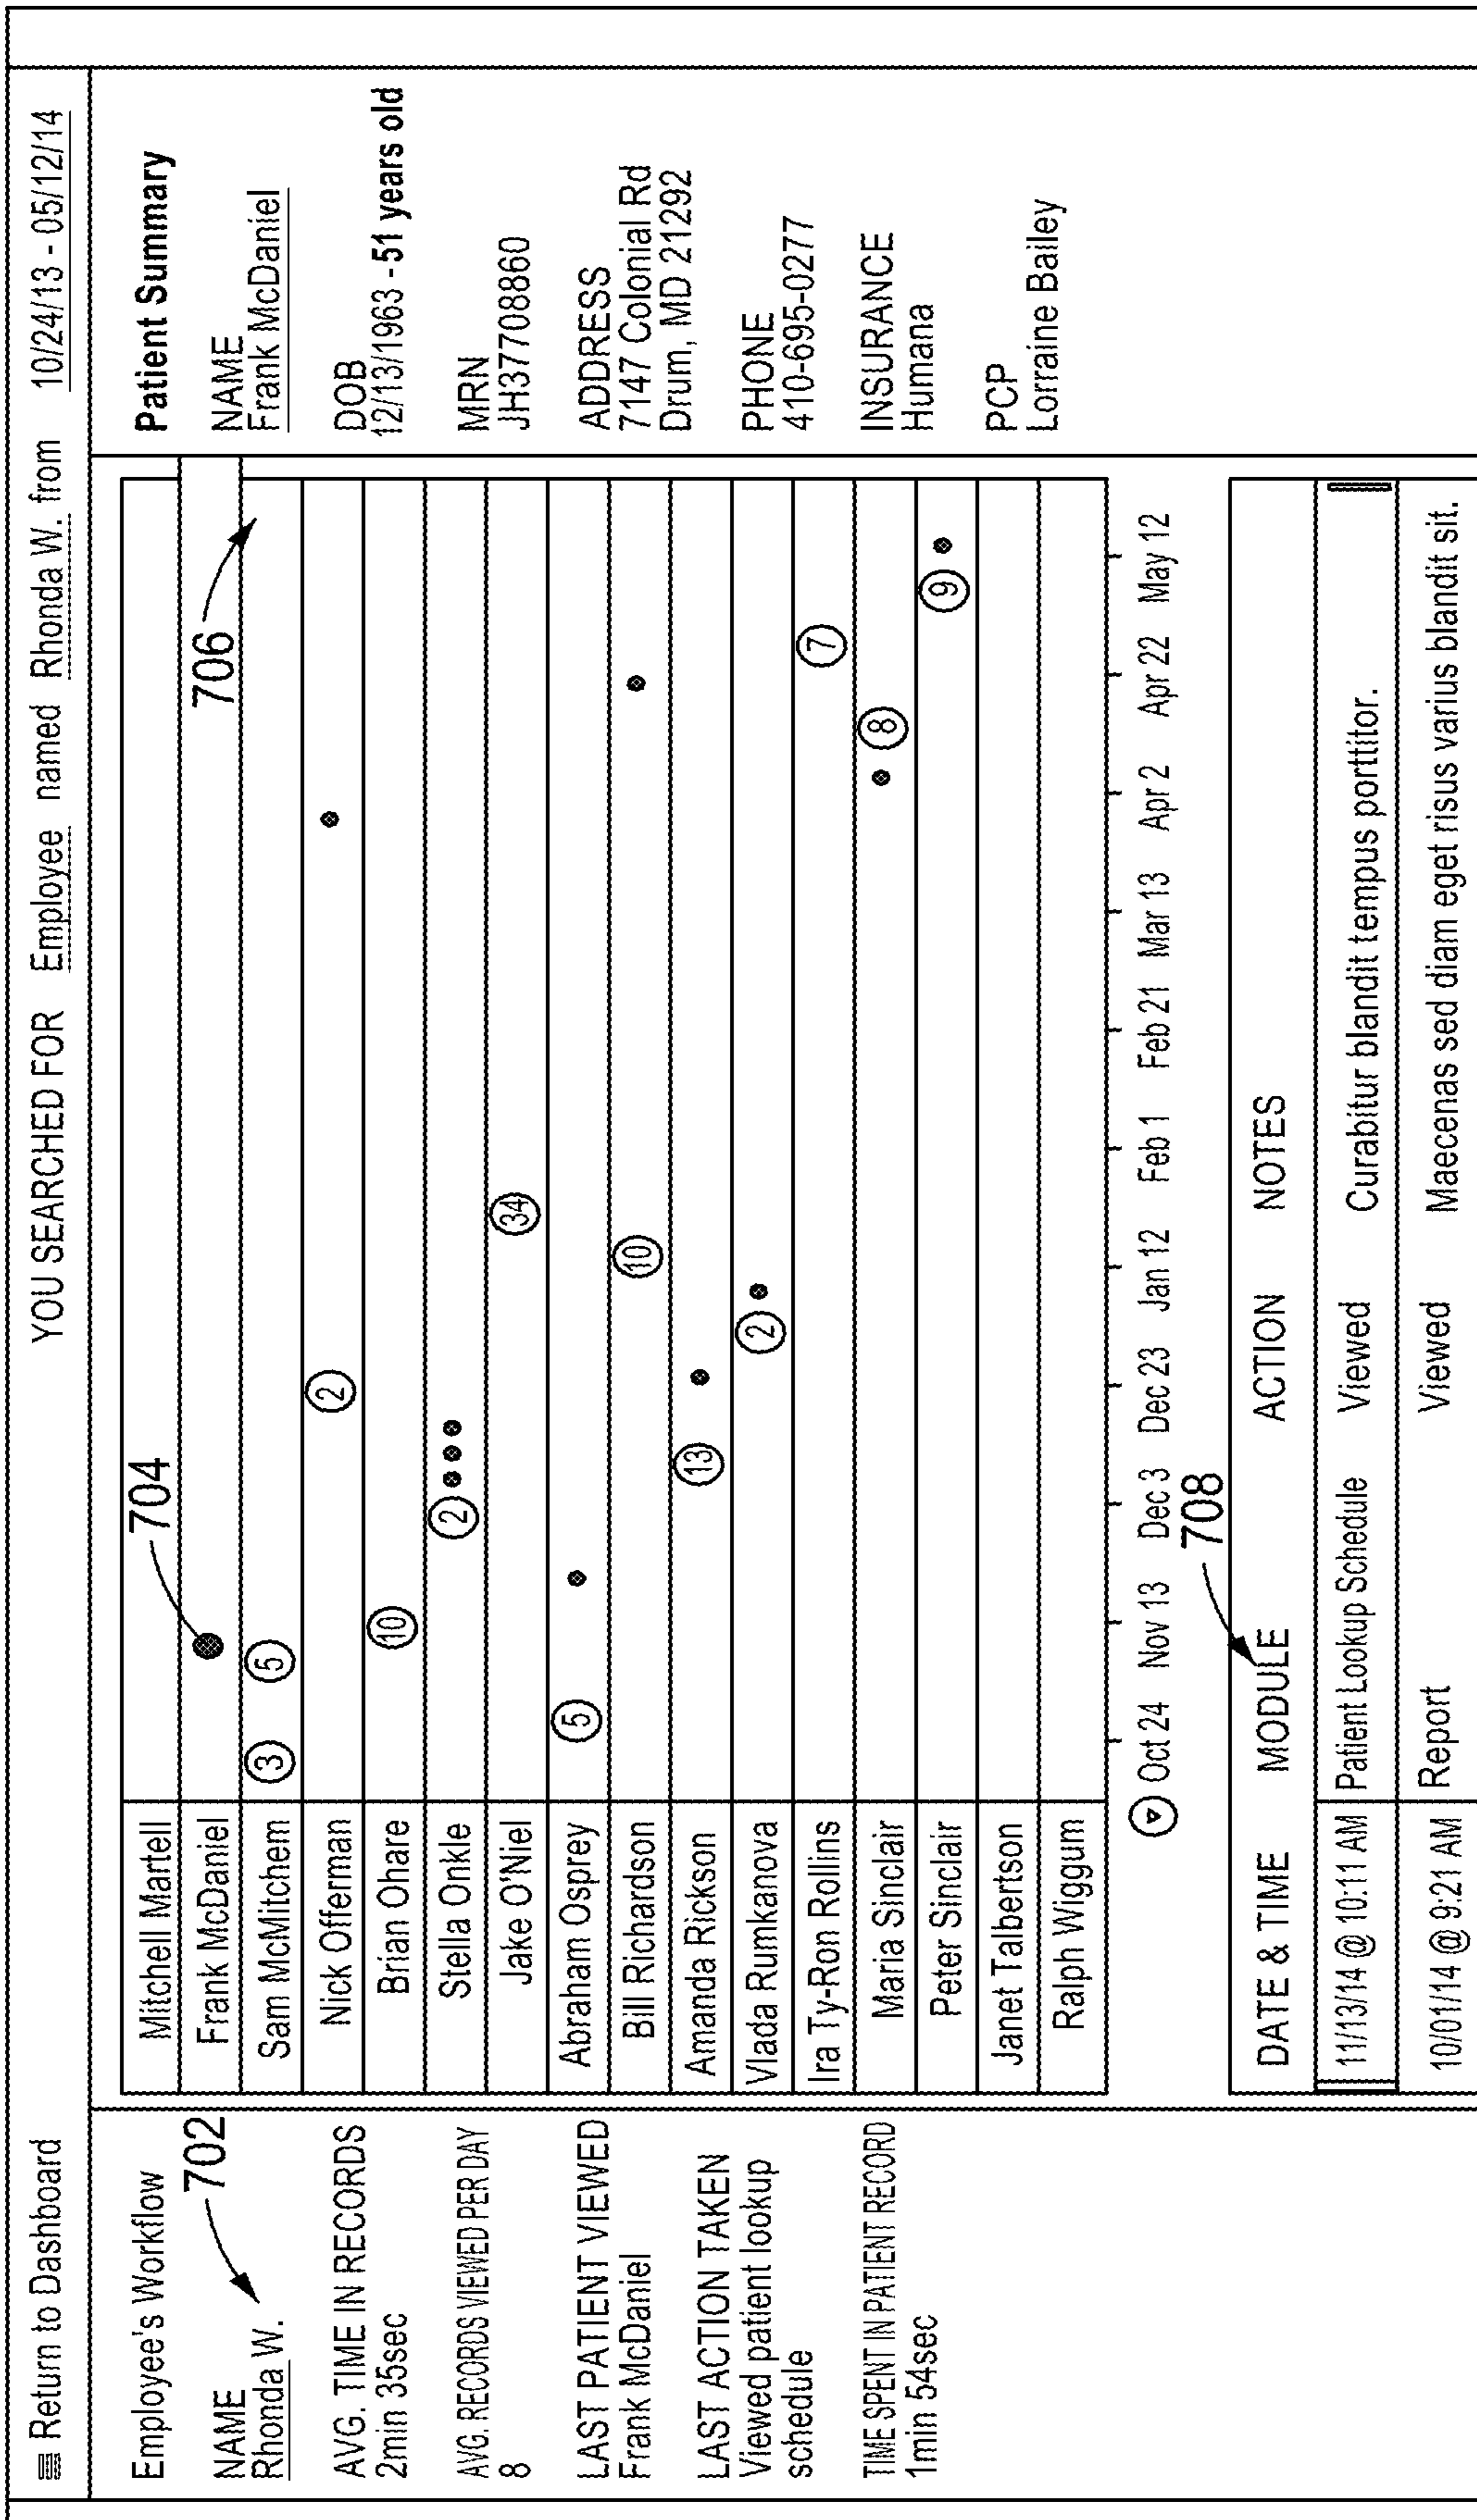 Return to Dashboard
YOU SEARCHED FOR Employee named Rhonda W. from 10/24/13 - 05/12/14
Employee's Workflow
702
NAME
Rhonda W.
AVG. TIME IN RECORDS
2min 35sec
AVG. RECORDS VIEWED PER DAY
8
LAST PATIENT VIEWED
Frank McDaniel
LAST ACTION TAKEN
Viewed patient lookup
schedule
TIME SPENT IN PATIENT RECORD
1min 54sec
Mitchell Martell
704
Frank McDaniel
706
Sam McMitchem 3 5
Nick Offerman 2
Brian Ohare 10
Stella Onkle 2
Jake O'Niel 34
Abraham Osprey 5
Bill Richardson 10
Amanda Rickson 13
Vlada Rumkanova 2
Ira Ty-Ron Rollins 7
Maria Sinclair 8
Peter Sinclair 9
Janet Talbertson
Ralph Wiggum
Oct 24 Nov 13 Dec 3 Dec 23 Jan 12 Feb 1 Feb 21 Mar 13 Apr 2 Apr 22 May 12
708
DATE & TIME MODULE ACTION NOTES
11/13/14 @ 10:11 AM Patient Lookup Schedule Viewed Curabitur blandit tempus porttitor.
10/01/14 @ 9:21 AM Report Viewed Maecenas sed diam eget risus varius blandit sit.
Patient Summary
NAME
Frank McDaniel
DOB
12/13/1963 - 51 years old
MRN
JH37708860
ADDRESS
7147 Colonial Rd
Drum, MD 21292
PHONE
410-695-0277
INSURANCE
Humana
PCP
Lorraine Bailey